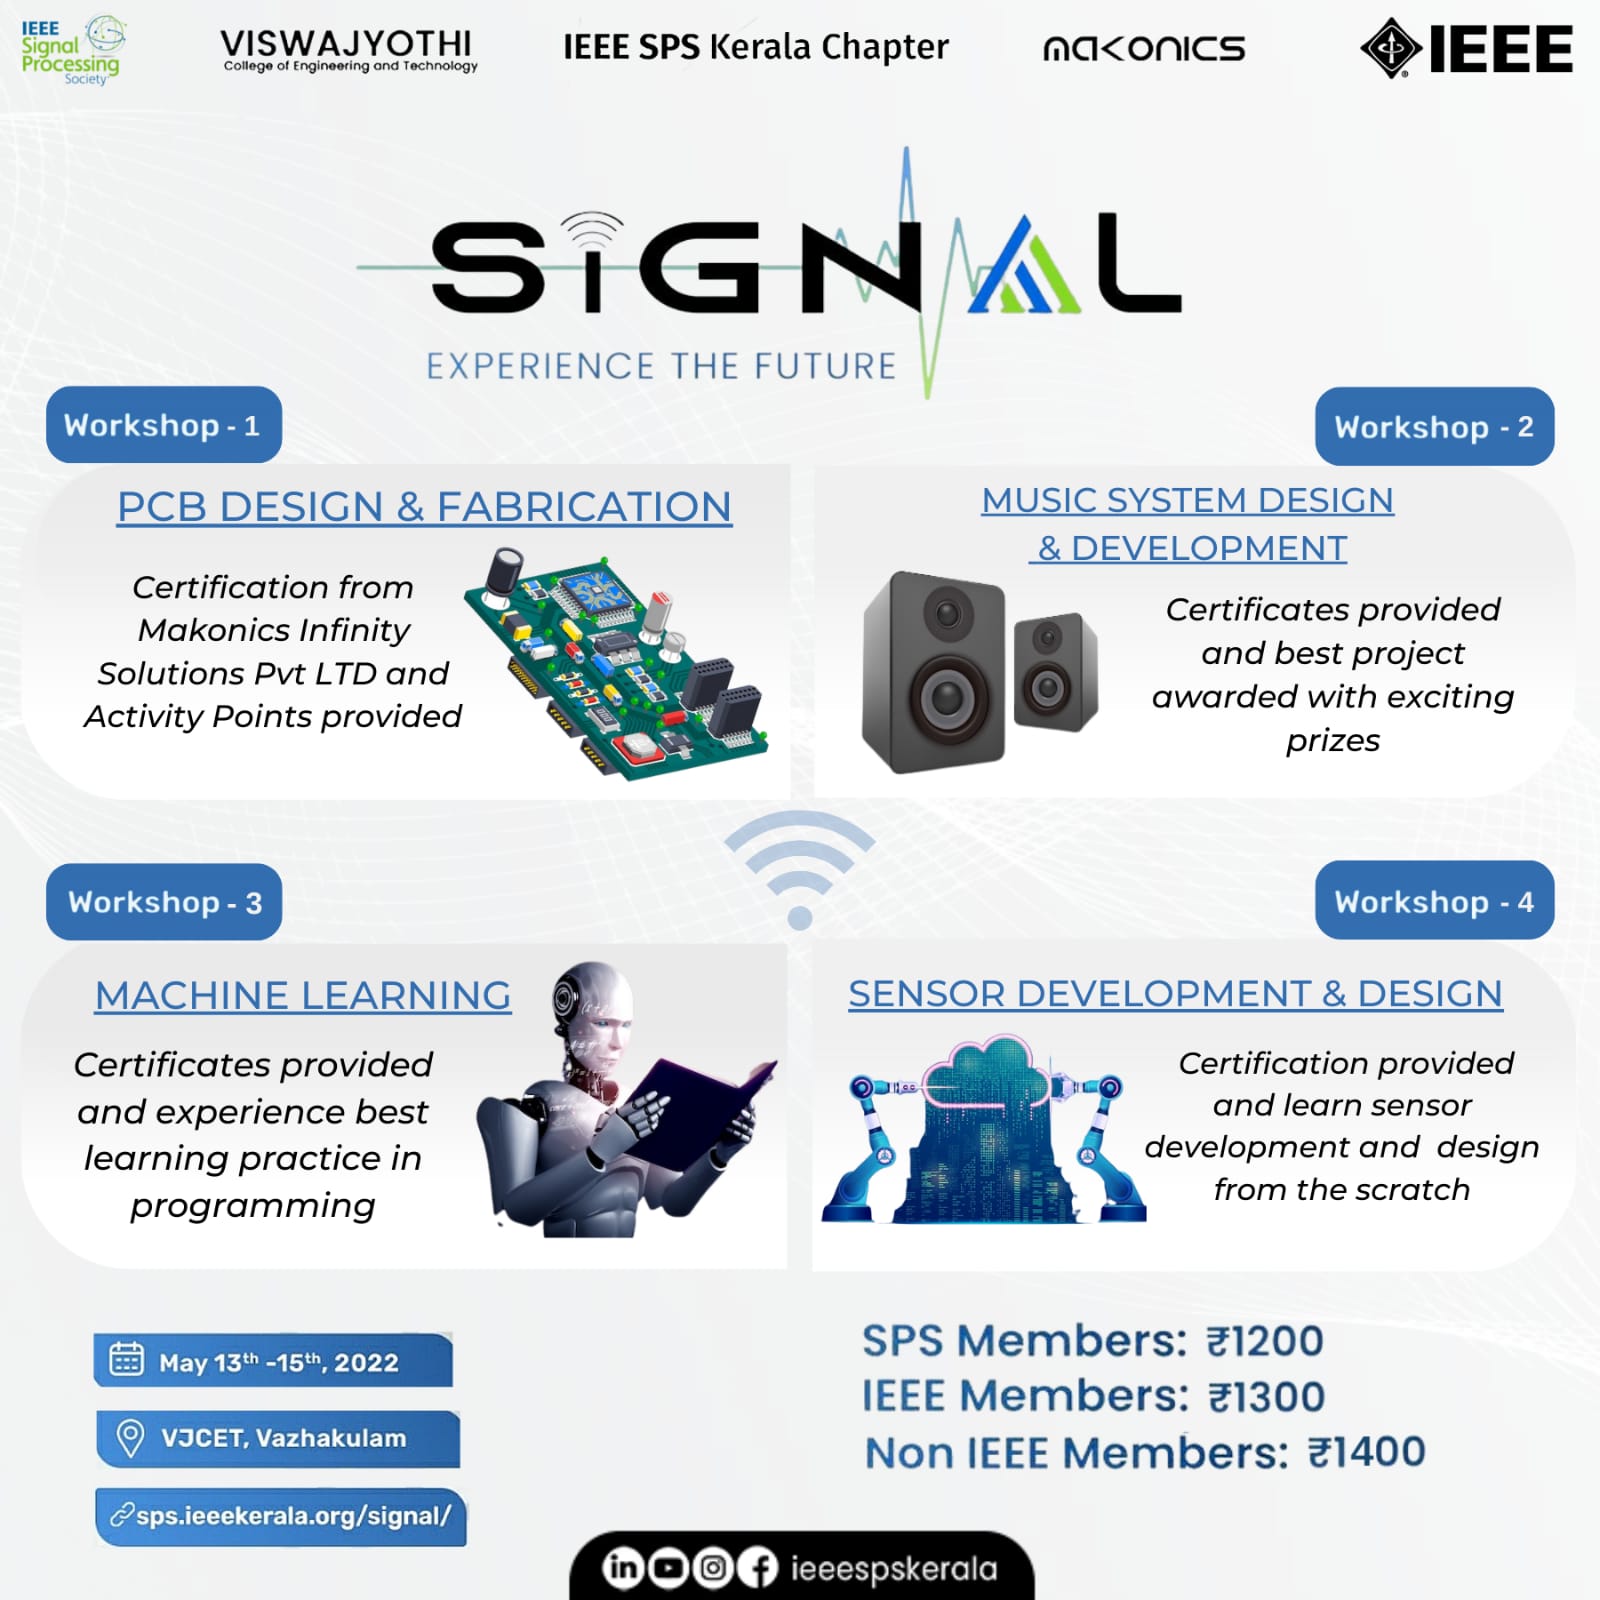 IEEE
Signal
Processing
Society
VISWAJYOTHI
College of Engineering and Technology
IEEE SPS Kerala Chapter
MAKONICS
IEEE
SiGNAL
EXPERIENCE THE FUTURE
Workshop - 1
PCB DESIGN & FABRICATION
Certification from
Makonics Infinity
Solutions Pvt LTD and
Activity Points provided
Workshop - 2
MUSIC SYSTEM DESIGN
& DEVELOPMENT
Certificates provided
and best project
awarded with exciting
prizes
Workshop - 3
MACHINE LEARNING
Certificates provided
and experience best
learning practice in
programming
Workshop - 4
SENSOR DEVELOPMENT & DESIGN
Certification provided
and learn sensor
development and design
from the scratch
May 13th -15th, 2022
VJCET, Vazhakulam
sps.ieeekerala.org/signal/
SPS Members: ₹1200
IEEE Members: ₹1300
Non IEEE Members: ₹1400
ieeespskerala